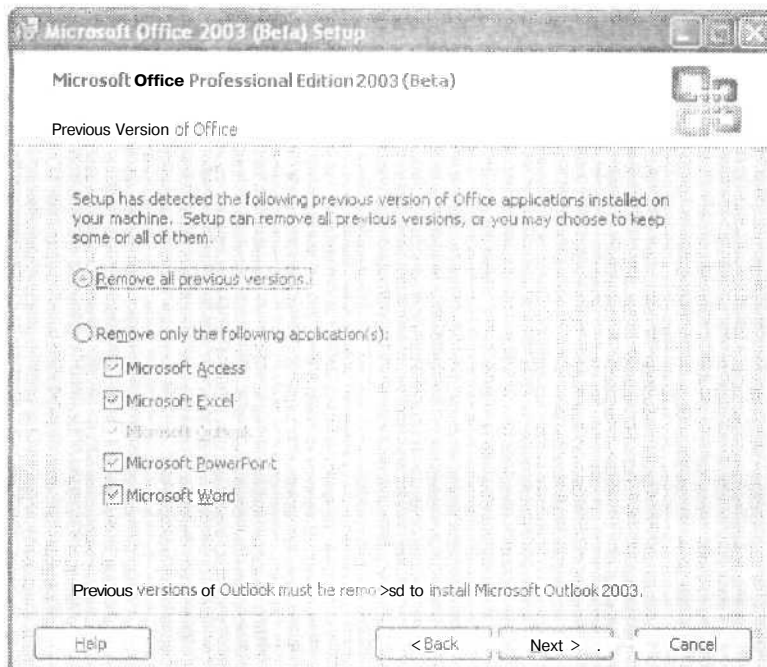 Microsoft Office 2003 (Beta) Setup
Microsoft Office Professional Edition 2003 (Beta)
Previous Version of Office
Setup has detected the following previous version of Office applications installed on
your machine. Setup can remove all previous versions, or you may choose to keep
some or all of them.
Remove all previous versions.
Remove only the following application(s):
Microsoft Access
Microsoft Excel
Microsoft Outlook
Microsoft PowerPoint
Microsoft Word
Previous versions of Outlook must be remo>sd to install Microsoft Outlook 2003.
Help
< Back
Next > .
Cancel